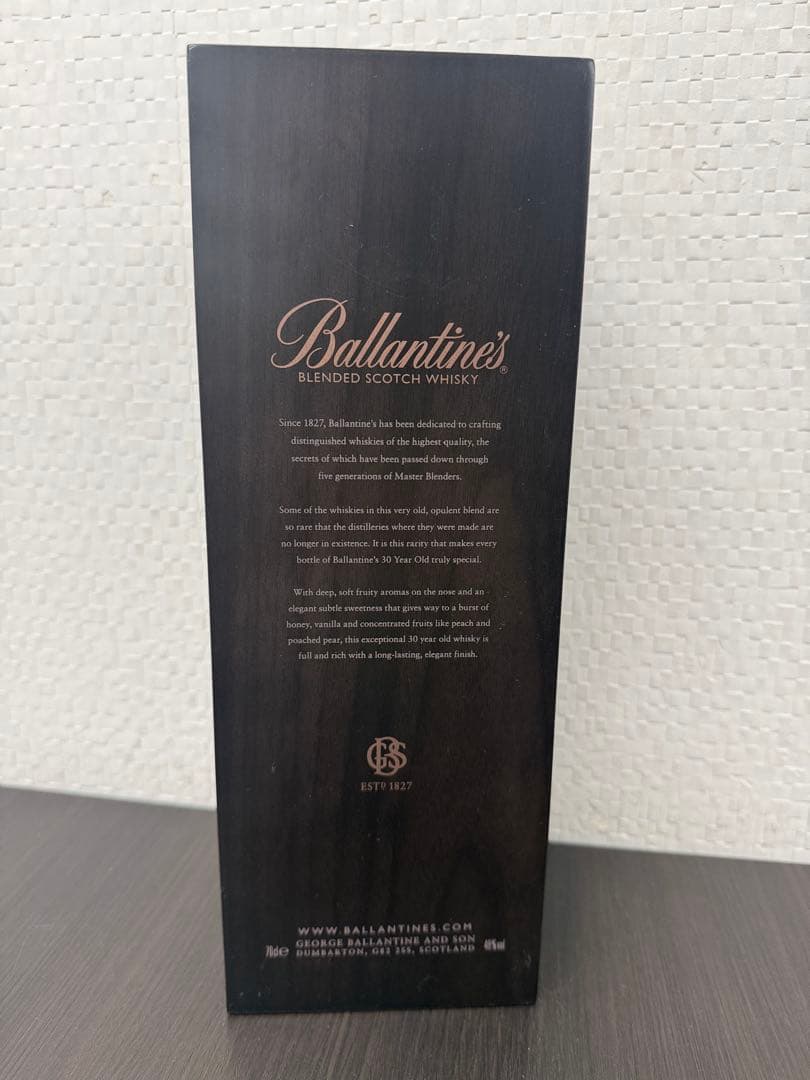 Ballantine's®
BLENDED SCOTCH WHISKY
Since 1827, Ballantine's has been dedicated to crafting
distinguished whiskies of the highest quality, the
secrets of which have been passed down through
five generations of Master Blenders.
Some of the whiskies in this very old, opulent blend are
so rare that the distilleries where they were made are
no longer in existence. It is this rarity that makes every
bottle of Ballantine's 30 Year Old truly special.
With deep, soft fruity aromas on the nose and an
elegant subtle sweetness that gives way to a burst of
honey, vanilla and concentrated fruits like peach and
poached pear, this exceptional 30 year old whisky is
full and rich with a long-lasting, elegant finish.
GBS
ESTD 1827
WWW.BALLANTINES.COM
70cl e GEORGE BALLANTINE AND SON
DUMBARTON, G82 2SS, SCOTLAND